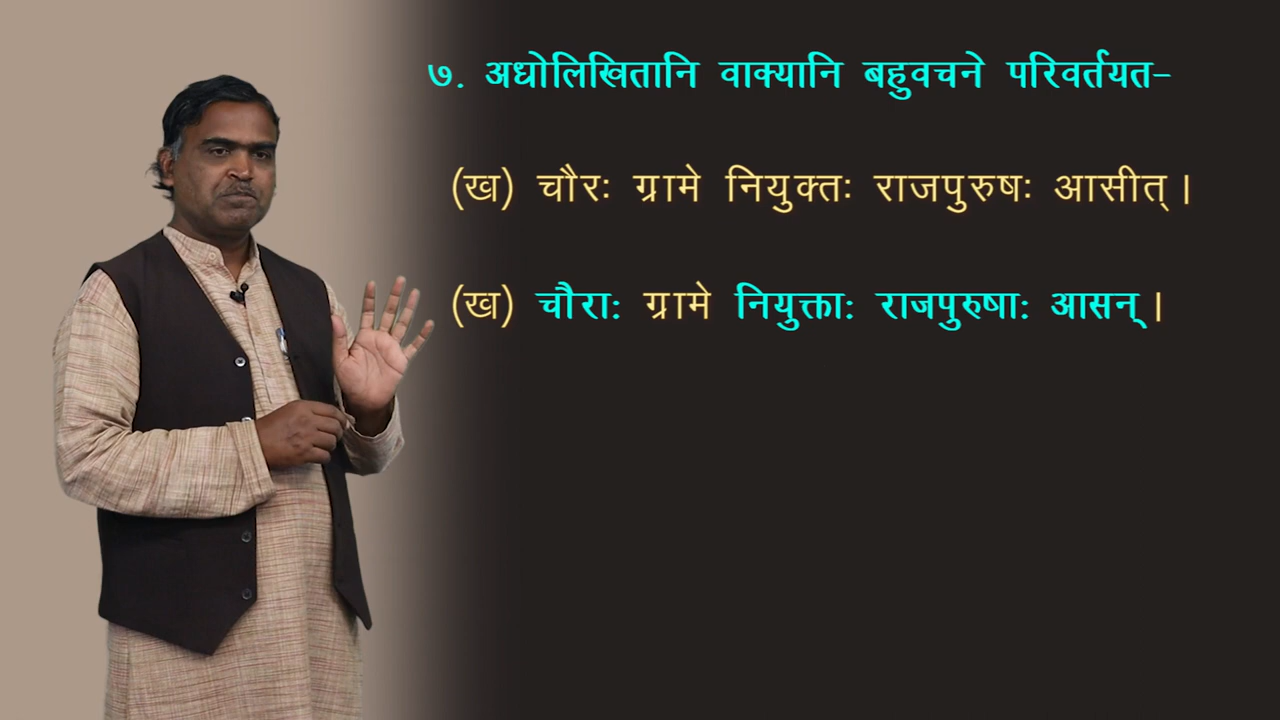 ७. अधोलिखितानि वाक्यानि बहुवचने परिवर्तयत–
(ख) चौरः ग्रामे नियुक्तः राजपुरुषः आसीत्।
(ख) चौराः ग्रामे नियुक्ताः राजपुरुषाः आसन्।